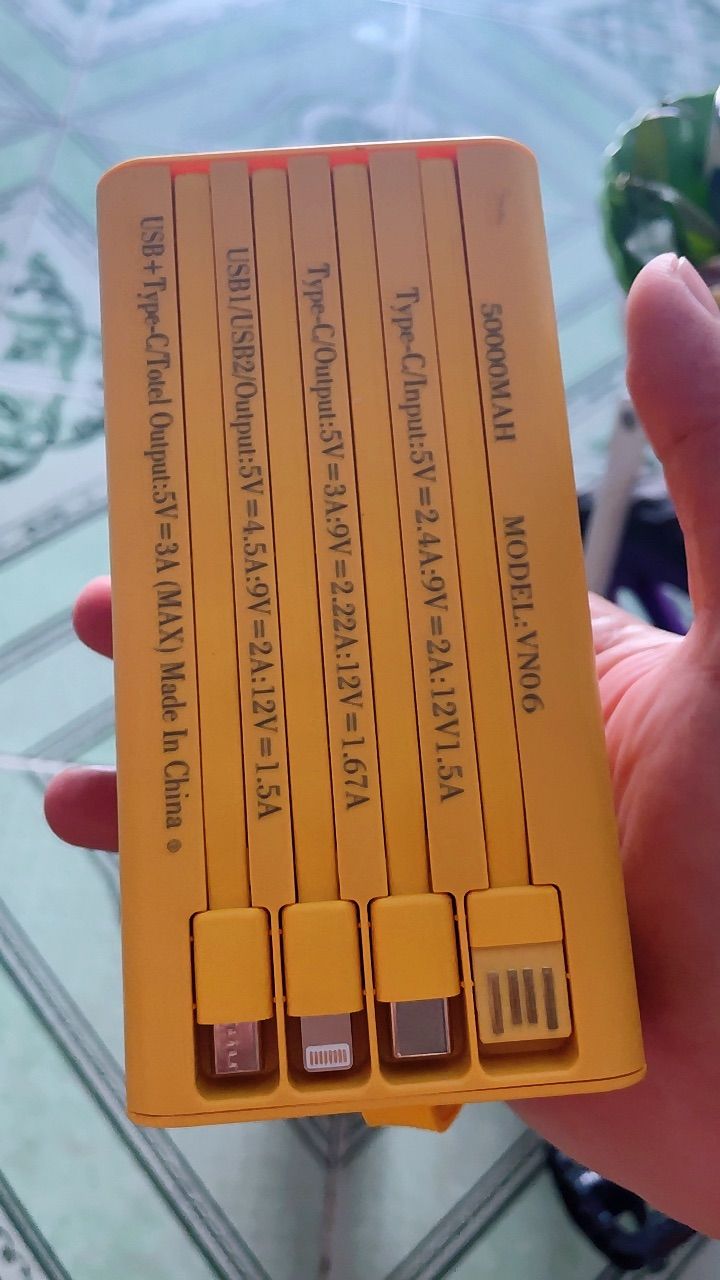 50000MAH MODEL:VN06
Type-C/Input:5V=2.4A:9V=2A:12V1.5A
Type-C/Output:5V=3A:9V=2.22A:12V=1.67A
USB1/USB2/Output:5V=4.5A:9V=2A:12V=1.5A
USB+Type-C/Totel Output:5V=3A (MAX) Made In China